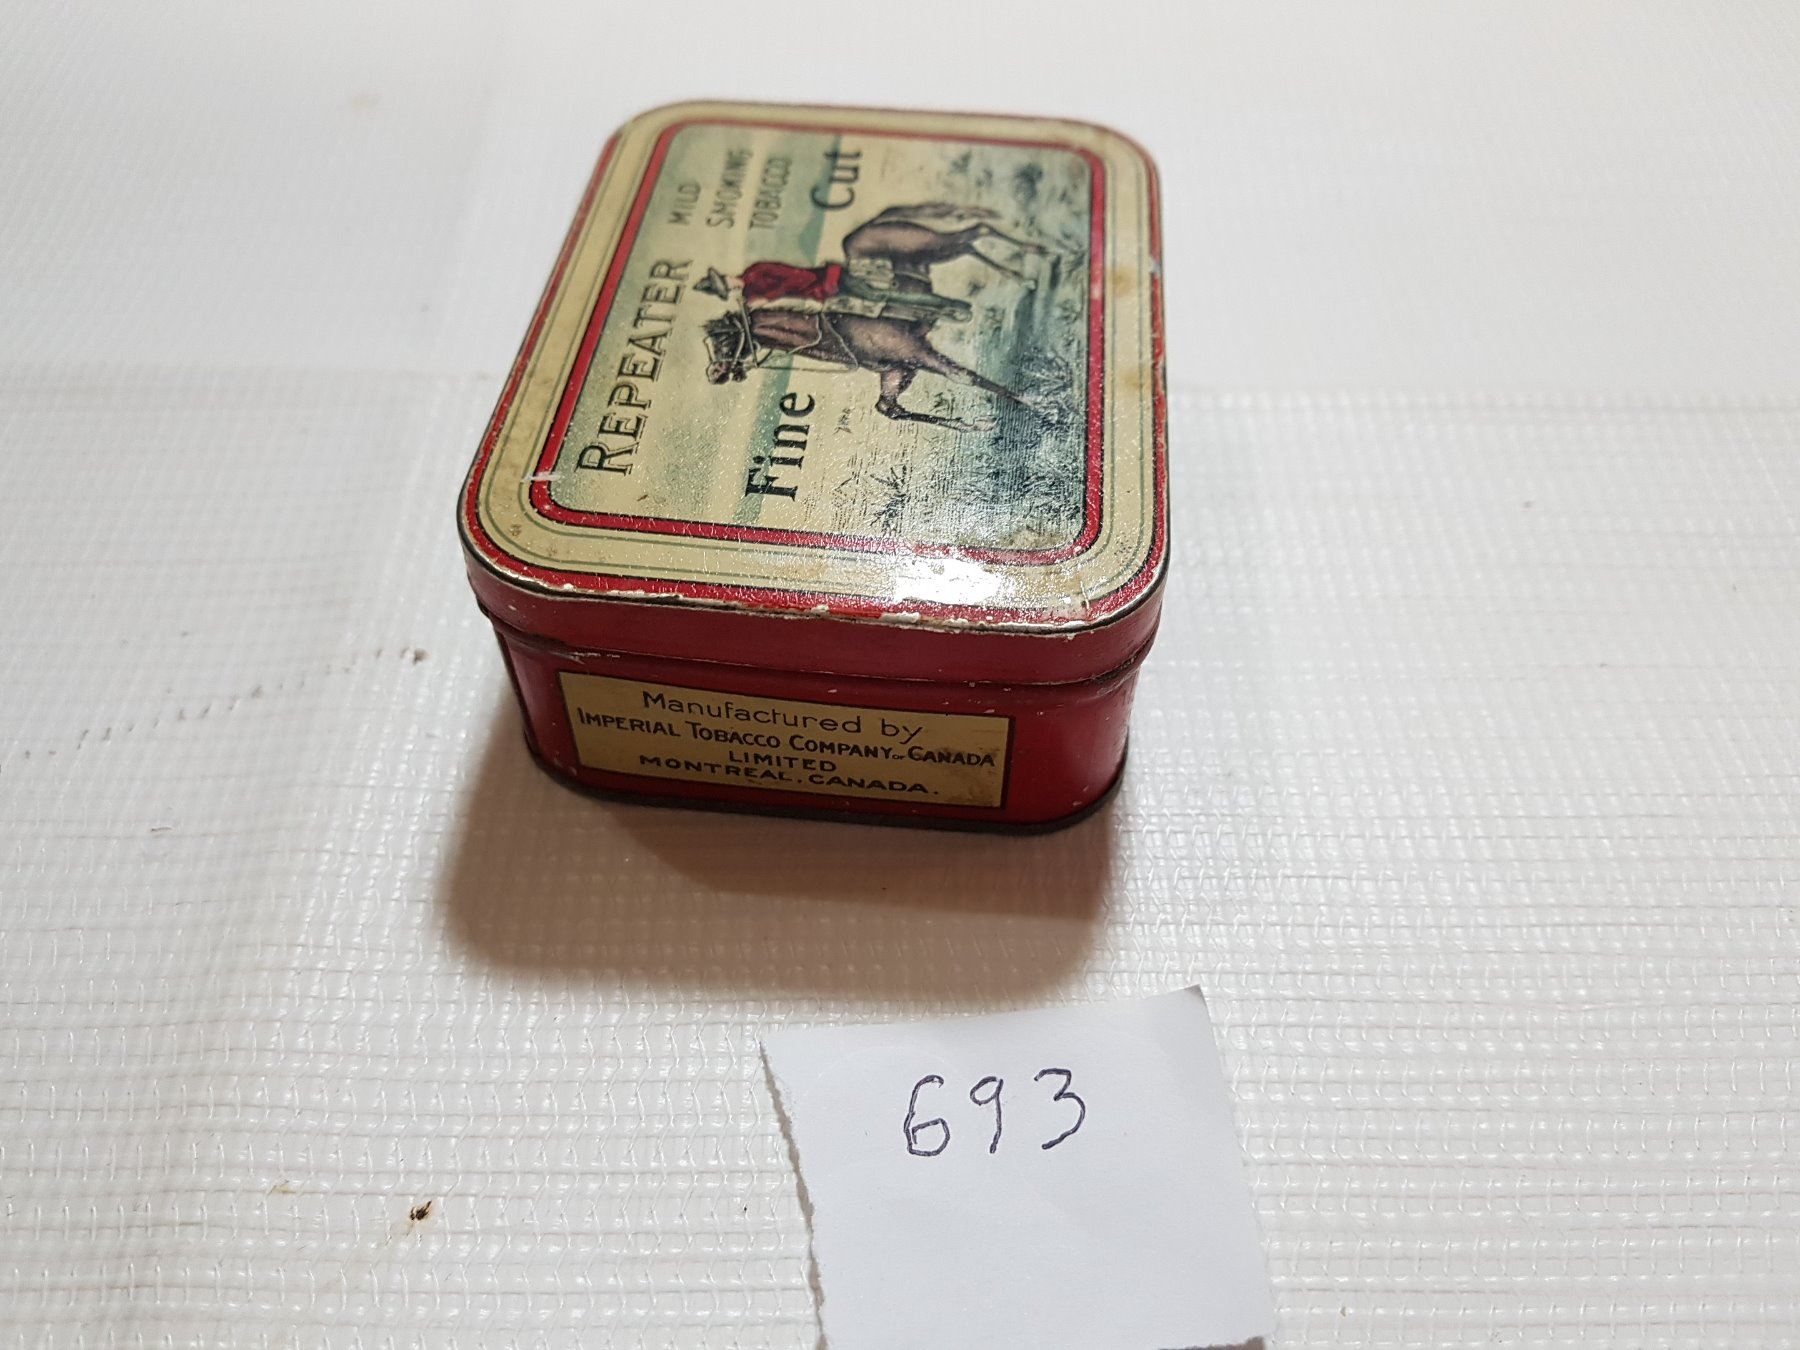 REPEATER
MILD
SMOKING
TOBACCO
Fine Cut
Manufactured by
IMPERIAL TOBACCO COMPANY OF CANADA
LIMITED
MONTREAL, CANADA.
693